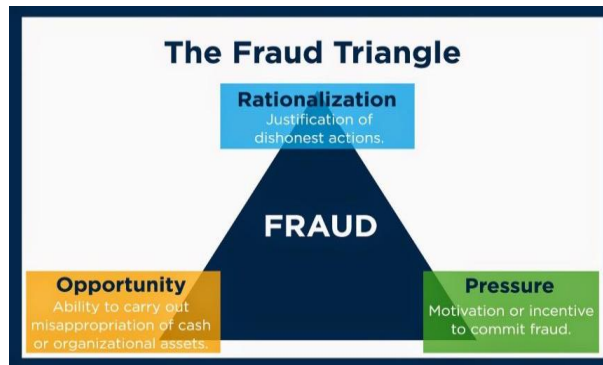 The Fraud Triangle
Rationalization
Justification of
dishonest actions.
FRAUD
Opportunity
Ability to carry out
misappropriation of cash
or organizational assets.
Pressure
Motivation or incentive
to commit fraud.